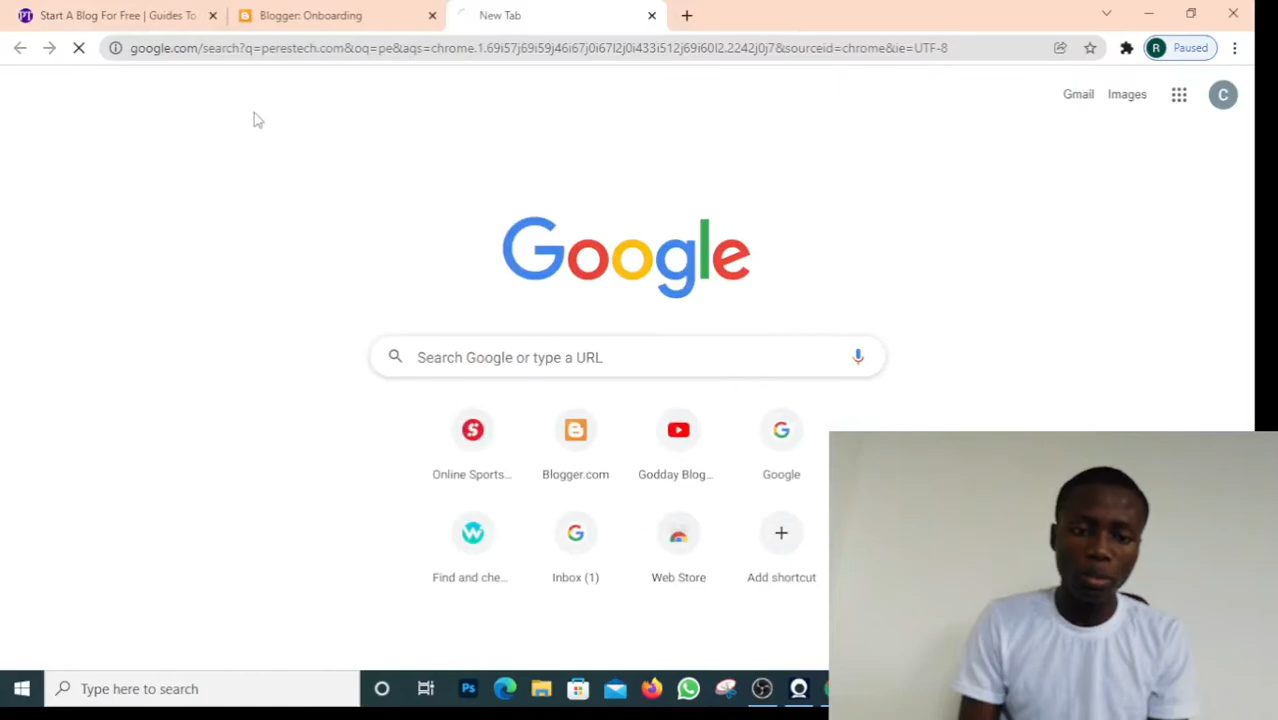 Start A Blog For Free | Guides To
Blogger: Onboarding
New Tab
google.com/search?q=perestech.com&oq=pe&aqs=chrome.1.69i57j69i59j46i67j0i67l2j0i433i512j69i60l2.2242j0j7&sourceid=chrome&ie=UTF-8
R
Paused
Gmail
Images
C
Google
Search Google or type a URL
Online Sports...
Blogger.com
Godday Blog...
Google
Find and che...
Inbox (1)
Web Store
Add shortcut
Type here to search
Ps